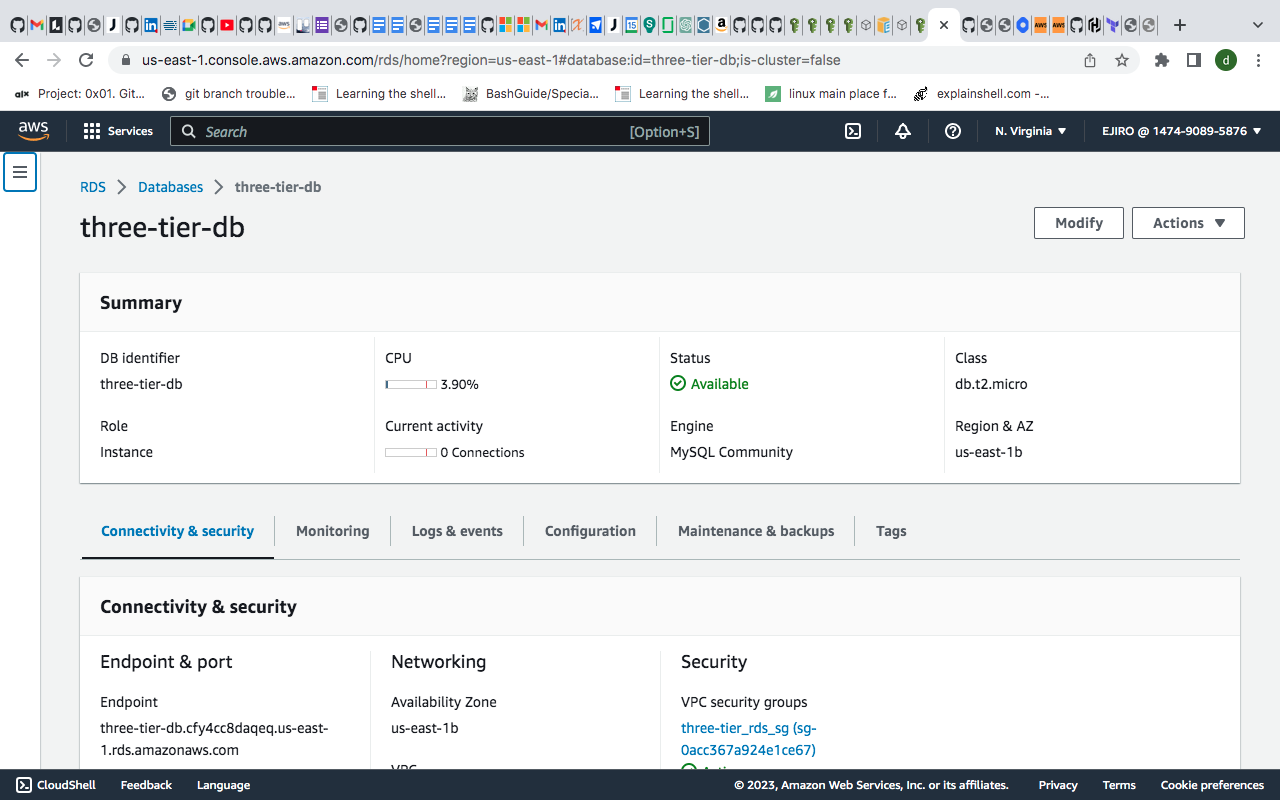 us-east-1.console.aws.amazon.com/rds/home?region=us-east-1#database:id=three-tier-db;is-cluster=false
d
alx Project: 0x01. Git... git branch trouble... Learning the shell... BashGuide/Specia... Learning the shell... linux main place f... explainshell.com -...
aws Services Search [Option+S] N. Virginia ▼ EJIRO @ 1474-9089-5876 ▼
RDS Databases three-tier-db
three-tier-db
Modify Actions ▼
Summary
DB identifier CPU Status Class
three-tier-db 3.90% Available db.t2.micro
Role Current activity Engine Region & AZ
Instance 0 Connections MySQL Community us-east-1b
Connectivity & security Monitoring Logs & events Configuration Maintenance & backups Tags
Connectivity & security
Endpoint & port Networking Security
Endpoint Availability Zone VPC security groups
three-tier-db.cfy4cc8daqeq.us-east- us-east-1b three-tier_rds_sg (sg-
1.rds.amazonaws.com 0acc367a924e1ce67)
CloudShell Feedback Language © 2023, Amazon Web Services, Inc. or its affiliates. Privacy Terms Cookie preferences